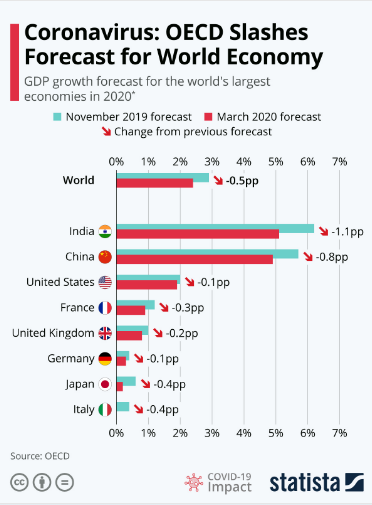 Coronavirus: OECD Slashes
Forecast for World Economy
GDP growth forecast for the world's largest
economies in 2020*
November 2019 forecast March 2020 forecast
Change from previous forecast
0% 1% 2% 3% 4% 5% 6% 7%
World -0.5pp
India -1.1pp
China -0.8pp
United States -0.1pp
France -0.3pp
United Kingdom -0.2pp
Germany -0.1pp
Japan -0.4pp
Italy -0.4pp
0% 1% 2% 3% 4% 5% 6% 7%
Source: OECD
cc
COVID-19
Impact
statista